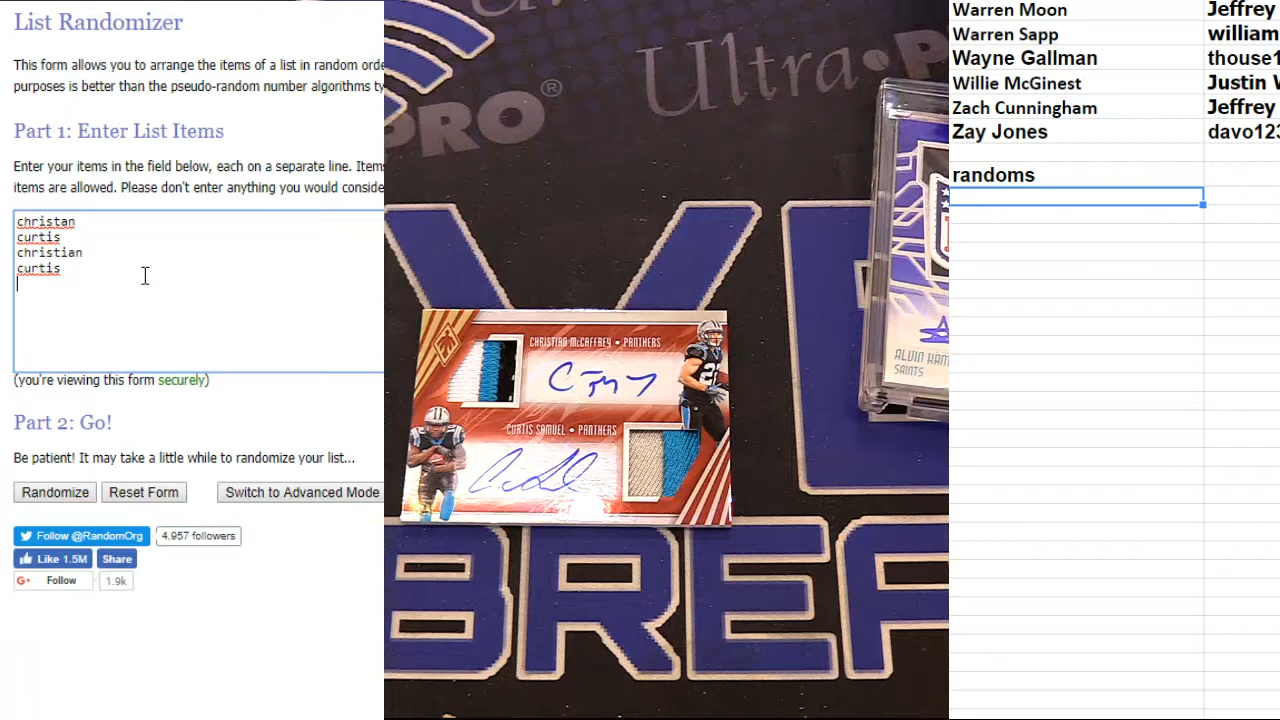 List Randomizer
This form allows you to arrange the items of a list in random orde
purposes is better than the pseudo-random number algorithms ty
Part 1: Enter List Items
Enter your items in the field below, each on a separate line. Items
items are allowed. Please don't enter anything you would conside
christan
curtis
christian
curtis
(you're viewing this form securely)
Part 2: Go!
Be patient! It may take a little while to randomize your list...
Randomize
Reset Form
Switch to Advanced Mode
Follow @RandomOrg
4,957 followers
Like 1.5M
Share
G+ Follow
1.9k
PRO®
Ultra•P
CHRISTIAN McCAFFREY • PANTHERS
CURTIS SAMUEL • PANTHERS
ALVIN KAM
SAINTS
BREA
Warren Moon Jeffrey
Warren Sapp william
Wayne Gallman thouse1
Willie McGinest Justin W
Zach Cunningham Jeffrey
Zay Jones davo123
randoms